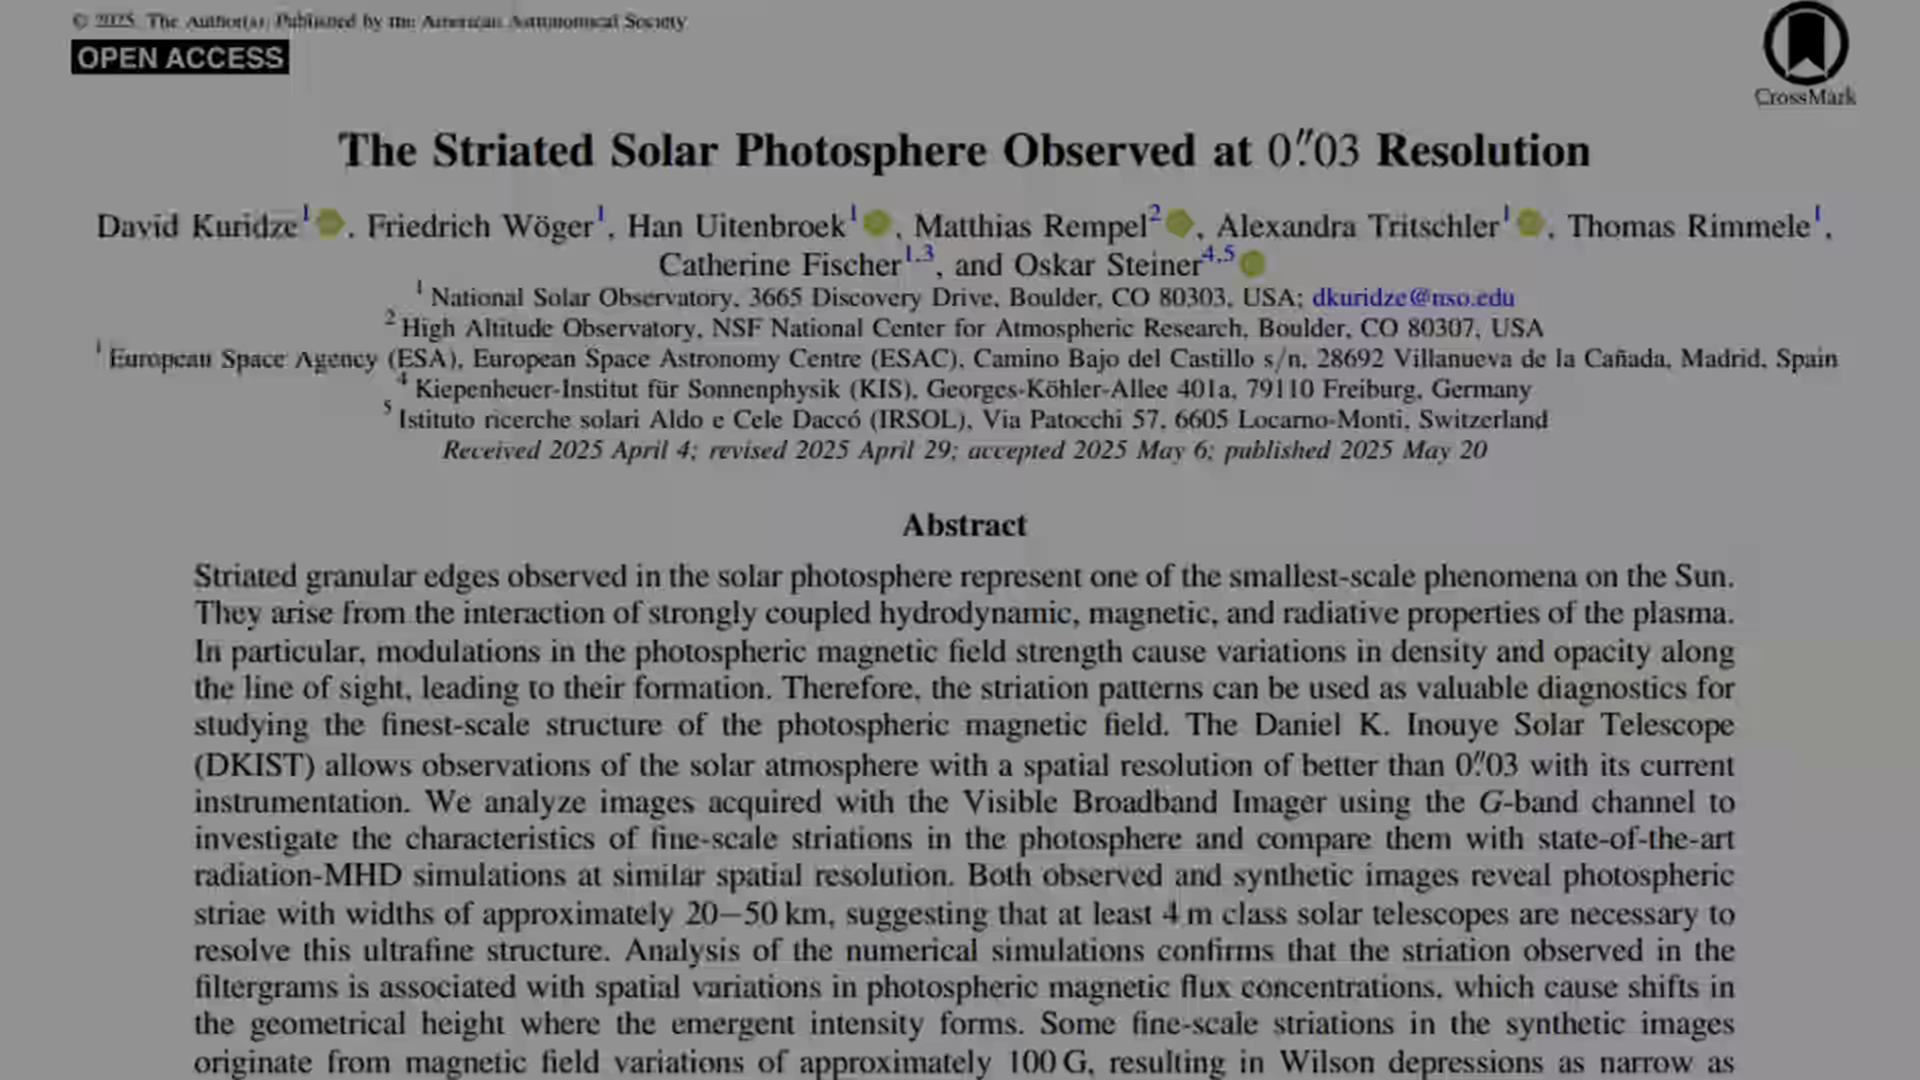 © 2025. The Author(s). Published by the American Astronomical Society.
OPEN ACCESS
CrossMark
The Striated Solar Photosphere Observed at 0.″03 Resolution
David Kuridze1, Friedrich Wöger1, Han Uitenbroek1, Matthias Rempel2, Alexandra Tritschler1, Thomas Rimmele1,
Catherine Fischer1,3, and Oskar Steiner4,5
1 National Solar Observatory, 3665 Discovery Drive, Boulder, CO 80303, USA; dkuridze@nso.edu
2 High Altitude Observatory, NSF National Center for Atmospheric Research, Boulder, CO 80307, USA
European Space Agency (ESA), European Space Astronomy Centre (ESAC), Camino Bajo del Castillo s/n, 28692 Villanueva de la Cañada, Madrid, Spain
4 Kiepenheuer-Institut für Sonnenphysik (KIS), Georges-Köhler-Allee 401a, 79110 Freiburg, Germany
5 Istituto ricerche solari Aldo e Cele Daccó (IRSOL), Via Patocchi 57, 6605 Locarno-Monti, Switzerland
Received 2025 April 4; revised 2025 April 29; accepted 2025 May 6; published 2025 May 20
Abstract
Striated granular edges observed in the solar photosphere represent one of the smallest-scale phenomena on the Sun.
They arise from the interaction of strongly coupled hydrodynamic, magnetic, and radiative properties of the plasma.
In particular, modulations in the photospheric magnetic field strength cause variations in density and opacity along
the line of sight, leading to their formation. Therefore, the striation patterns can be used as valuable diagnostics for
studying the finest-scale structure of the photospheric magnetic field. The Daniel K. Inouye Solar Telescope
(DKIST) allows observations of the solar atmosphere with a spatial resolution of better than 0.″03 with its current
instrumentation. We analyze images acquired with the Visible Broadband Imager using the G-band channel to
investigate the characteristics of fine-scale striations in the photosphere and compare them with state-of-the-art
radiation-MHD simulations at similar spatial resolution. Both observed and synthetic images reveal photospheric
striae with widths of approximately 20–50 km, suggesting that at least 4 m class solar telescopes are necessary to
resolve this ultrafine structure. Analysis of the numerical simulations confirms that the striation observed in the
filtergrams is associated with spatial variations in photospheric magnetic flux concentrations, which cause shifts in
the geometrical height where the emergent intensity forms. Some fine-scale striations in the synthetic images
originate from magnetic field variations of approximately 100 G, resulting in Wilson depressions as narrow as